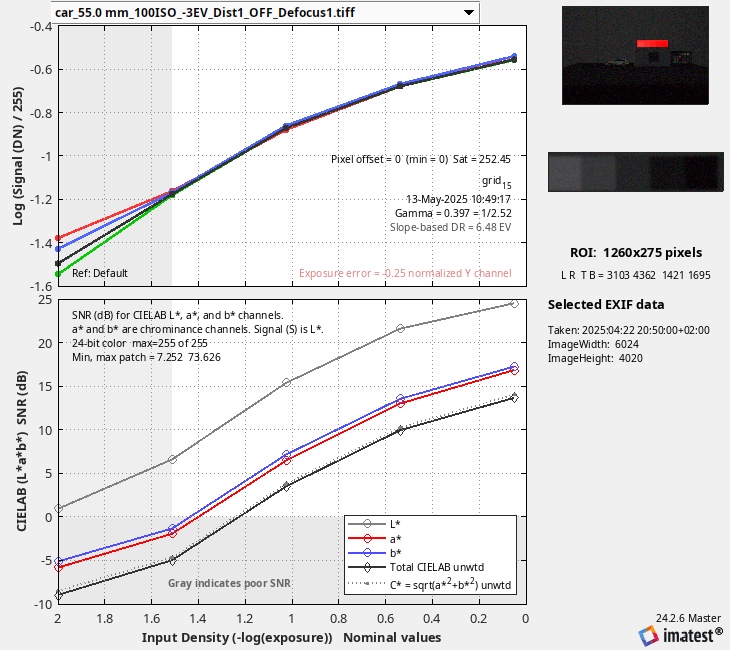 car_55.0 mm_100ISO_-3EV_Dist1_OFF_Defocus1.tiff
-0.4
-0.6
-0.8
-1
-1.2
-1.4
-1.6
Log (Signal (DN) / 255)
Pixel offset = 0 (min = 0) Sat = 252.45
grid15
13-May-2025 10:49:17
Gamma = 0.397 = 1/2.52
Slope-based DR = 6.48 EV
Ref: Default
Exposure error = -0.25 normalized Y channel
ROI: 1260x275 pixels
L R T B = 3103 4362 1421 1695
Selected EXIF data
Taken: 2025:04:22 20:50:00+02:00
ImageWidth: 6024
ImageHeight: 4020
25
20
15
10
5
0
-5
-10
CIELAB (L*a*b*) SNR (dB)
SNR (dB) for CIELAB L*, a*, and b* channels.
a* and b* are chrominance channels. Signal (S) is L*.
24-bit color max=255 of 255
Min, max patch = 7.252 73.626
L*
a*
b*
Total CIELAB unwtd
C* = sqrt(a*2+b*2) unwtd
Gray indicates poor SNR
2 1.8 1.6 1.4 1.2 1 0.8 0.6 0.4 0.2 0
Input Density (-log(exposure)) Nominal values
24.2.6 Master
imatest®